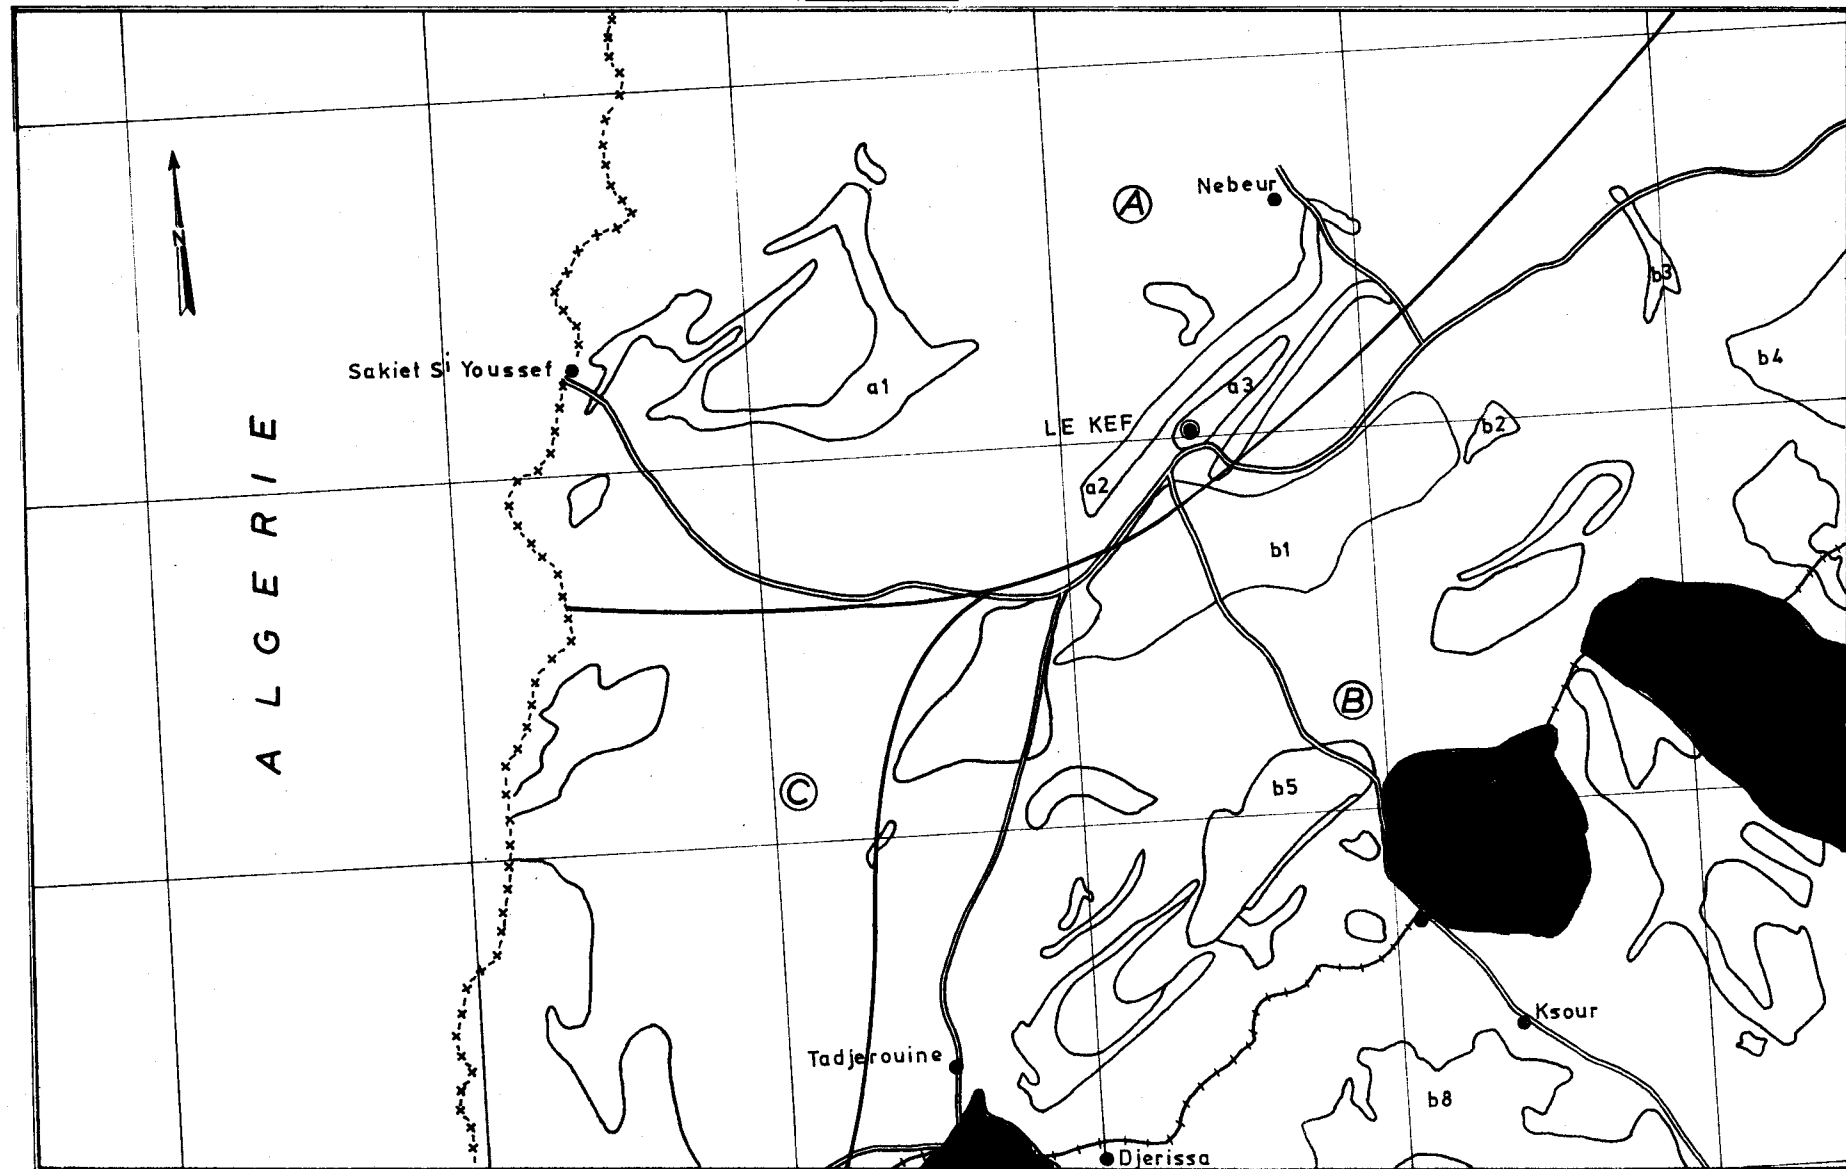 N
A
Nebeur
b3
Sakiet Si Youssef
a1
a3
b4
LE KEF
b2
a2
b1
ALGERIE
B
C
b5
Ksour
Tadjerouine
b8
Djerissa